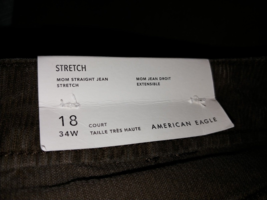 STRETCH
MOM STRAIGHT JEAN
STRETCH
MOM JEAN DROIT
EXTENSIBLE
18
34W
COURT
TAILLE TRÈS HAUTE
AMERICAN EAGLE